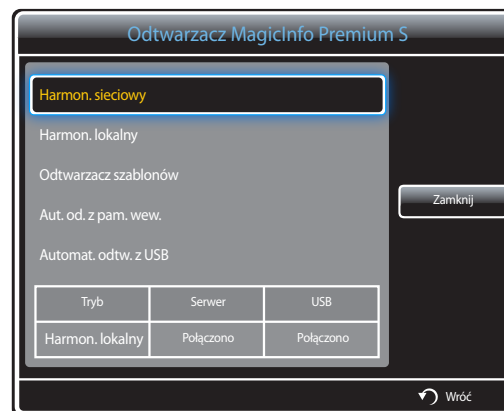 Odtwarzacz MagicInfo Premium S
Harmon. sieciowy
Harmon. lokalny
Odtwarzacz szablonów
Aut. od. z pam. wew.
Automat. odtw. z USB
Zamknij
Tryb Serwer USB
Harmon. lokalny Połączono Połączono
Wróć